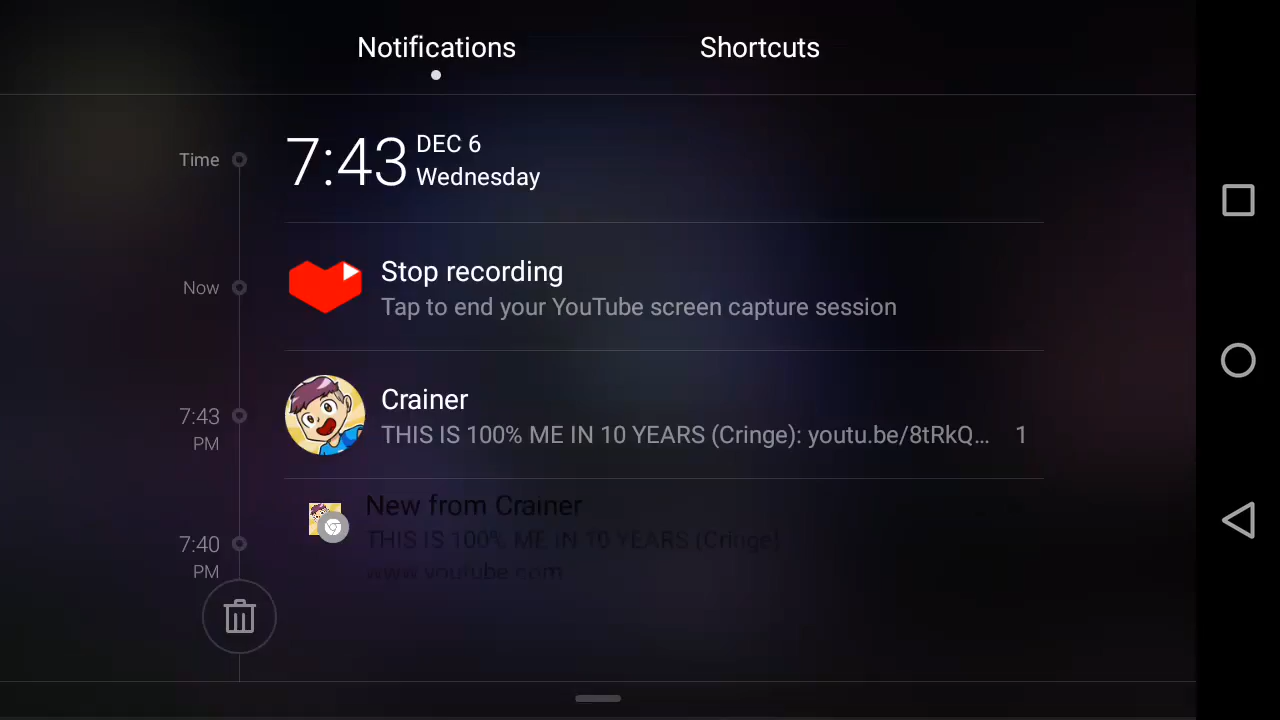 Notifications
Shortcuts
Time
7:43
DEC 6
Wednesday
Now
Stop recording
Tap to end your YouTube screen capture session
7:43
PM
Crainer
THIS IS 100% ME IN 10 YEARS (Cringe): youtu.be/8tRkQ...
1
7:40
PM
New from Crainer
THIS IS 100% ME IN 10 YEARS (Cringe)
www.youtube.com